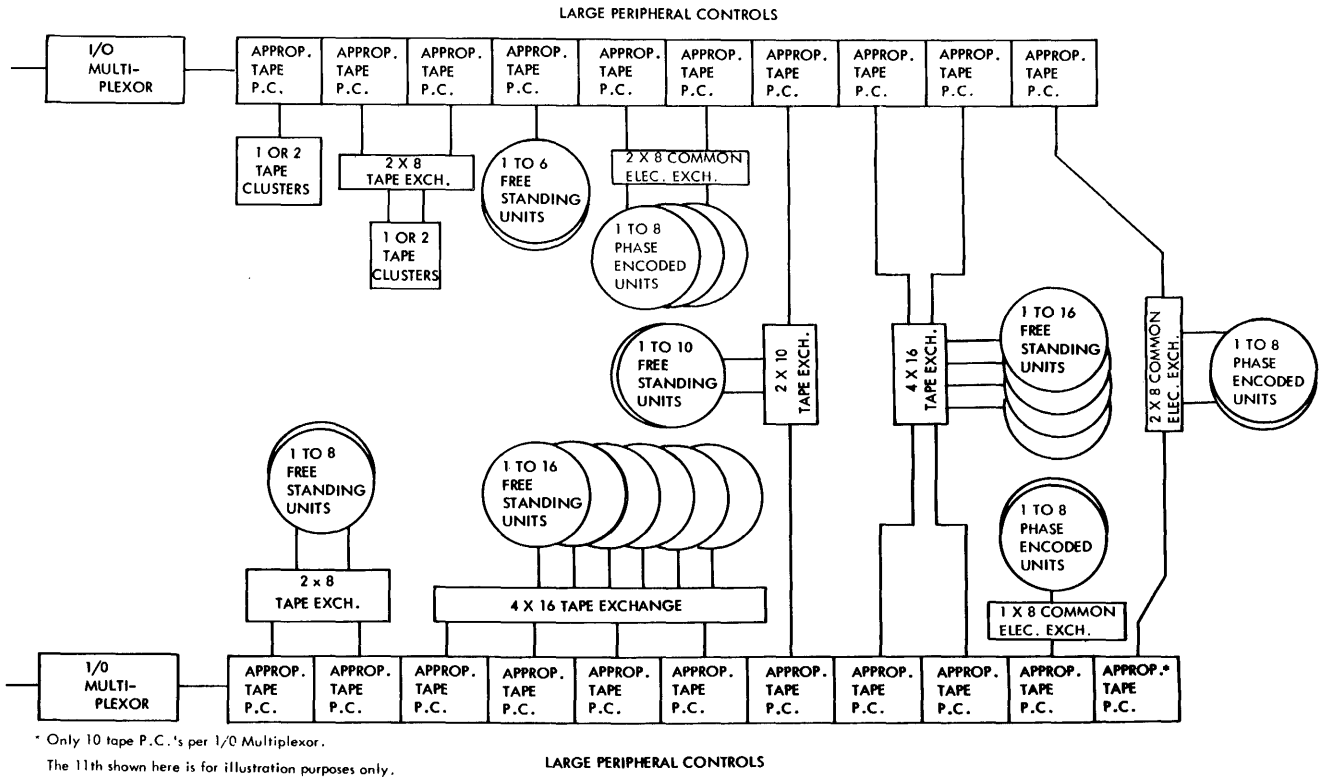 LARGE PERIPHERAL CONTROLS
I/O
MULTI-
PLEXOR
APPROP.
TAPE
P.C.
APPROP.
TAPE
P.C.
APPROP.
TAPE
P.C.
APPROP.
TAPE
P.C.
APPROP.
TAPE
P.C.
APPROP.
TAPE
P.C.
APPROP.
TAPE
P.C.
APPROP.
TAPE
P.C.
APPROP.
TAPE
P.C.
APPROP.
TAPE
P.C.
1 OR 2
TAPE
CLUSTERS
2 X 8
TAPE EXCH.
1 OR 2
TAPE
CLUSTERS
1 TO 6
FREE
STANDING
UNITS
2 X 8 COMMON
ELEC. EXCH.
1 TO 8
PHASE
ENCODED
UNITS
1 TO 10
FREE
STANDING
UNITS
2 X 10
TAPE EXCH.
4 X 16
TAPE EXCH.
1 TO 16
FREE
STANDING
UNITS
2 X 8 COMMON
ELEC. EXCH.
1 TO 8
PHASE
ENCODED
UNITS
1 TO 8
FREE
STANDING
UNITS
1 TO 16
FREE
STANDING
UNITS
1 TO 8
PHASE
ENCODED
UNITS
2 x 8
TAPE EXCH.
4 X 16 TAPE EXCHANGE
1 X 8 COMMON
ELEC. EXCH.
1/0
MULTI-
PLEXOR
APPROP.
TAPE
P.C.
APPROP.
TAPE
P.C.
APPROP.
TAPE
P.C.
APPROP.
TAPE
P.C.
APPROP.
TAPE
P.C.
APPROP.
TAPE
P.C.
APPROP.
TAPE
P.C.
APPROP.
TAPE
P.C.
APPROP.
TAPE
P.C.
APPROP.
TAPE
P.C.
APPROP.*
TAPE
P.C.
* Only 10 tape P.C.'s per 1/0 Multiplexor.
The 11th shown here is for illustration purposes only.
LARGE PERIPHERAL CONTROLS